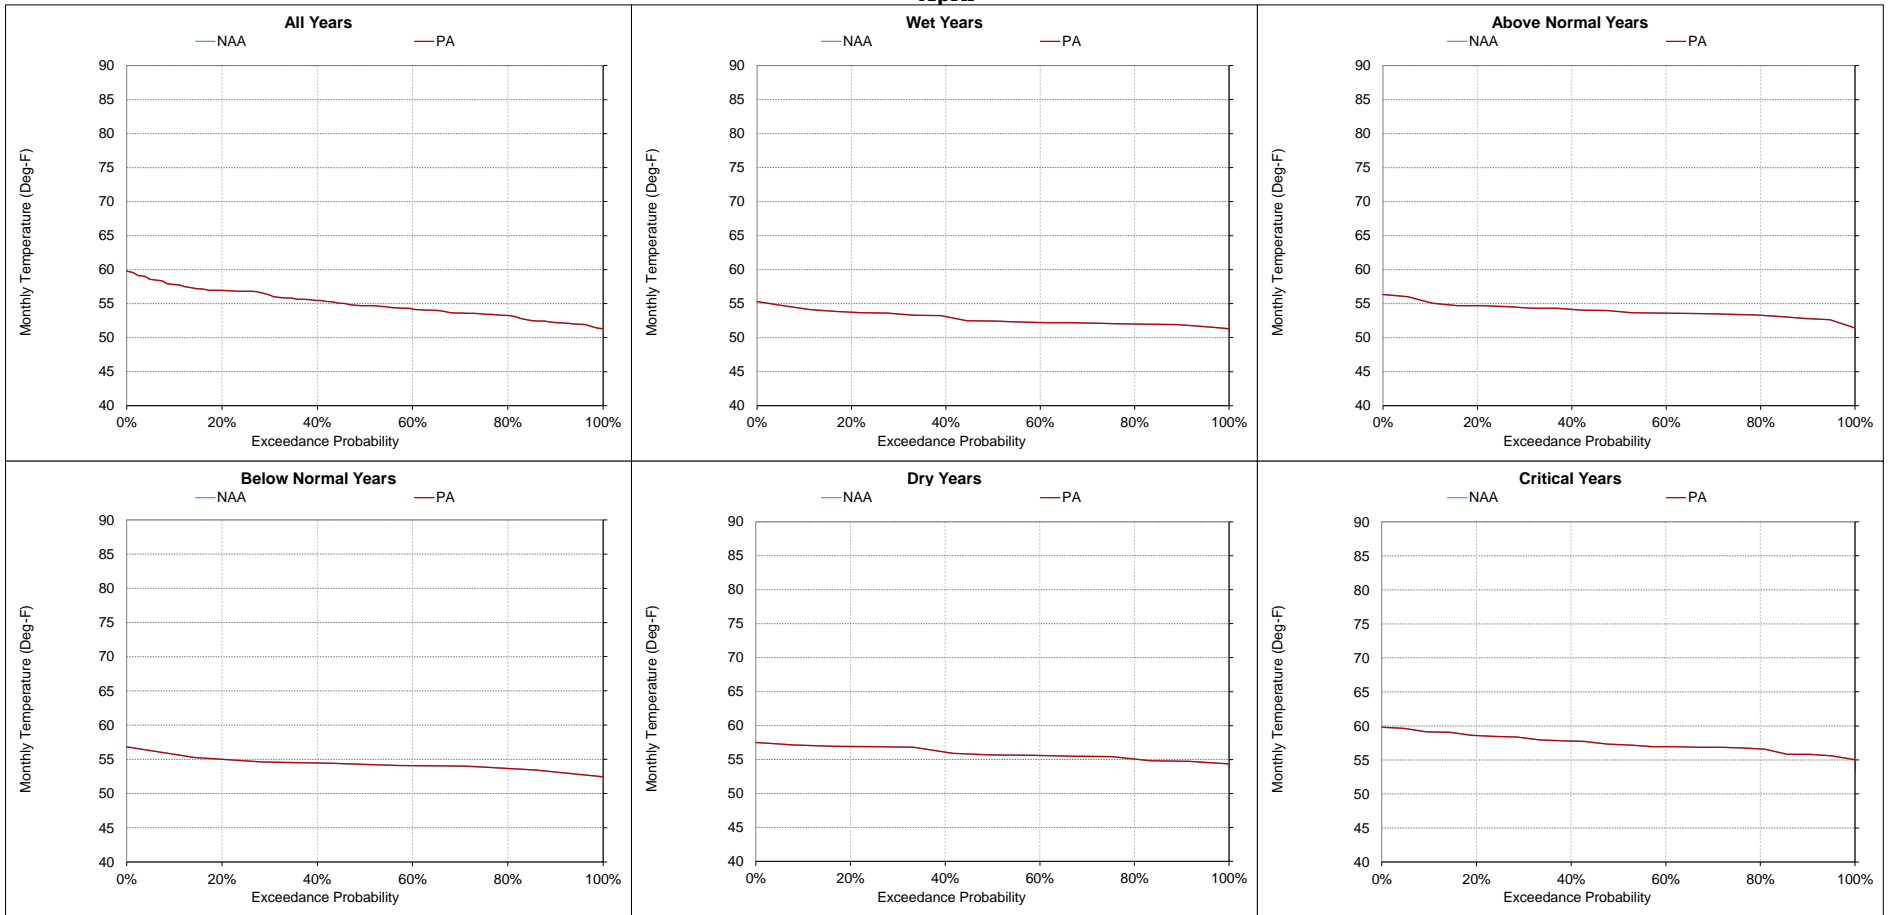 All Years
NAA PA
90
85
80
75
70
65
60
55
50
45
40
0% 20% 40% 60% 80% 100%
Monthly Temperature (Deg-F)
Exceedance Probability
Wet Years
NAA PA
90
85
80
75
70
65
60
55
50
45
40
0% 20% 40% 60% 80% 100%
Monthly Temperature (Deg-F)
Exceedance Probability
Above Normal Years
NAA PA
90
85
80
75
70
65
60
55
50
45
40
0% 20% 40% 60% 80% 100%
Monthly Temperature (Deg-F)
Exceedance Probability
Below Normal Years
NAA PA
90
85
80
75
70
65
60
55
50
45
40
0% 20% 40% 60% 80% 100%
Monthly Temperature (Deg-F)
Exceedance Probability
Dry Years
NAA PA
90
85
80
75
70
65
60
55
50
45
40
0% 20% 40% 60% 80% 100%
Monthly Temperature (Deg-F)
Exceedance Probability
Critical Years
NAA PA
90
85
80
75
70
65
60
55
50
45
40
0% 20% 40% 60% 80% 100%
Monthly Temperature (Deg-F)
Exceedance Probability